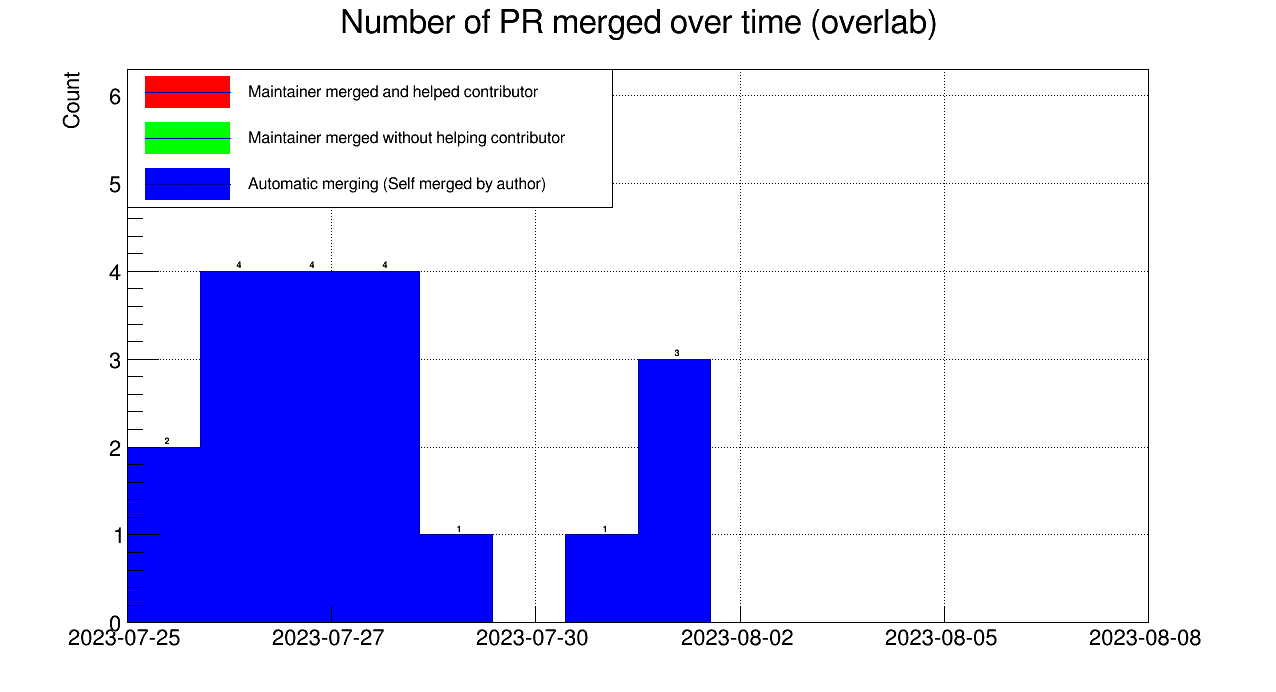 Number of PR merged over time (overlab)
Count
Maintainer merged and helped contributor
Maintainer merged without helping contributor
Automatic merging (Self merged by author)
6
5
4
3
2
1
0
2
4
4
4
1
1
3
2023-07-25 2023-07-27 2023-07-30 2023-08-02 2023-08-05 2023-08-08